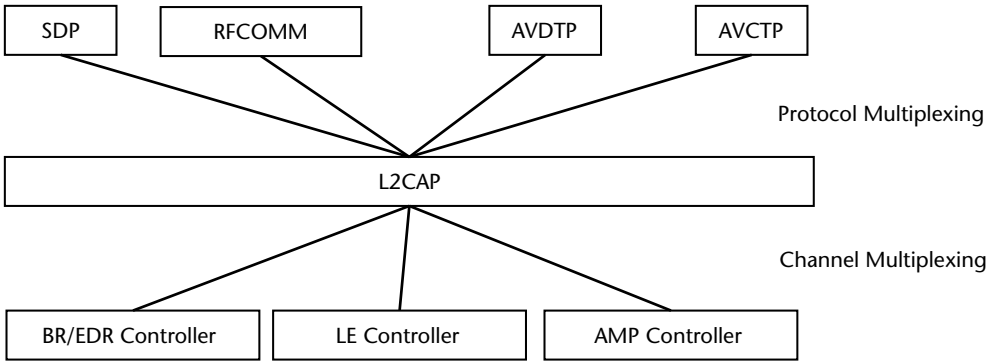 SDP
RFCOMM
AVDTP
AVCTP
Protocol Multiplexing
L2CAP
Channel Multiplexing
BR/EDR Controller
LE Controller
AMP Controller